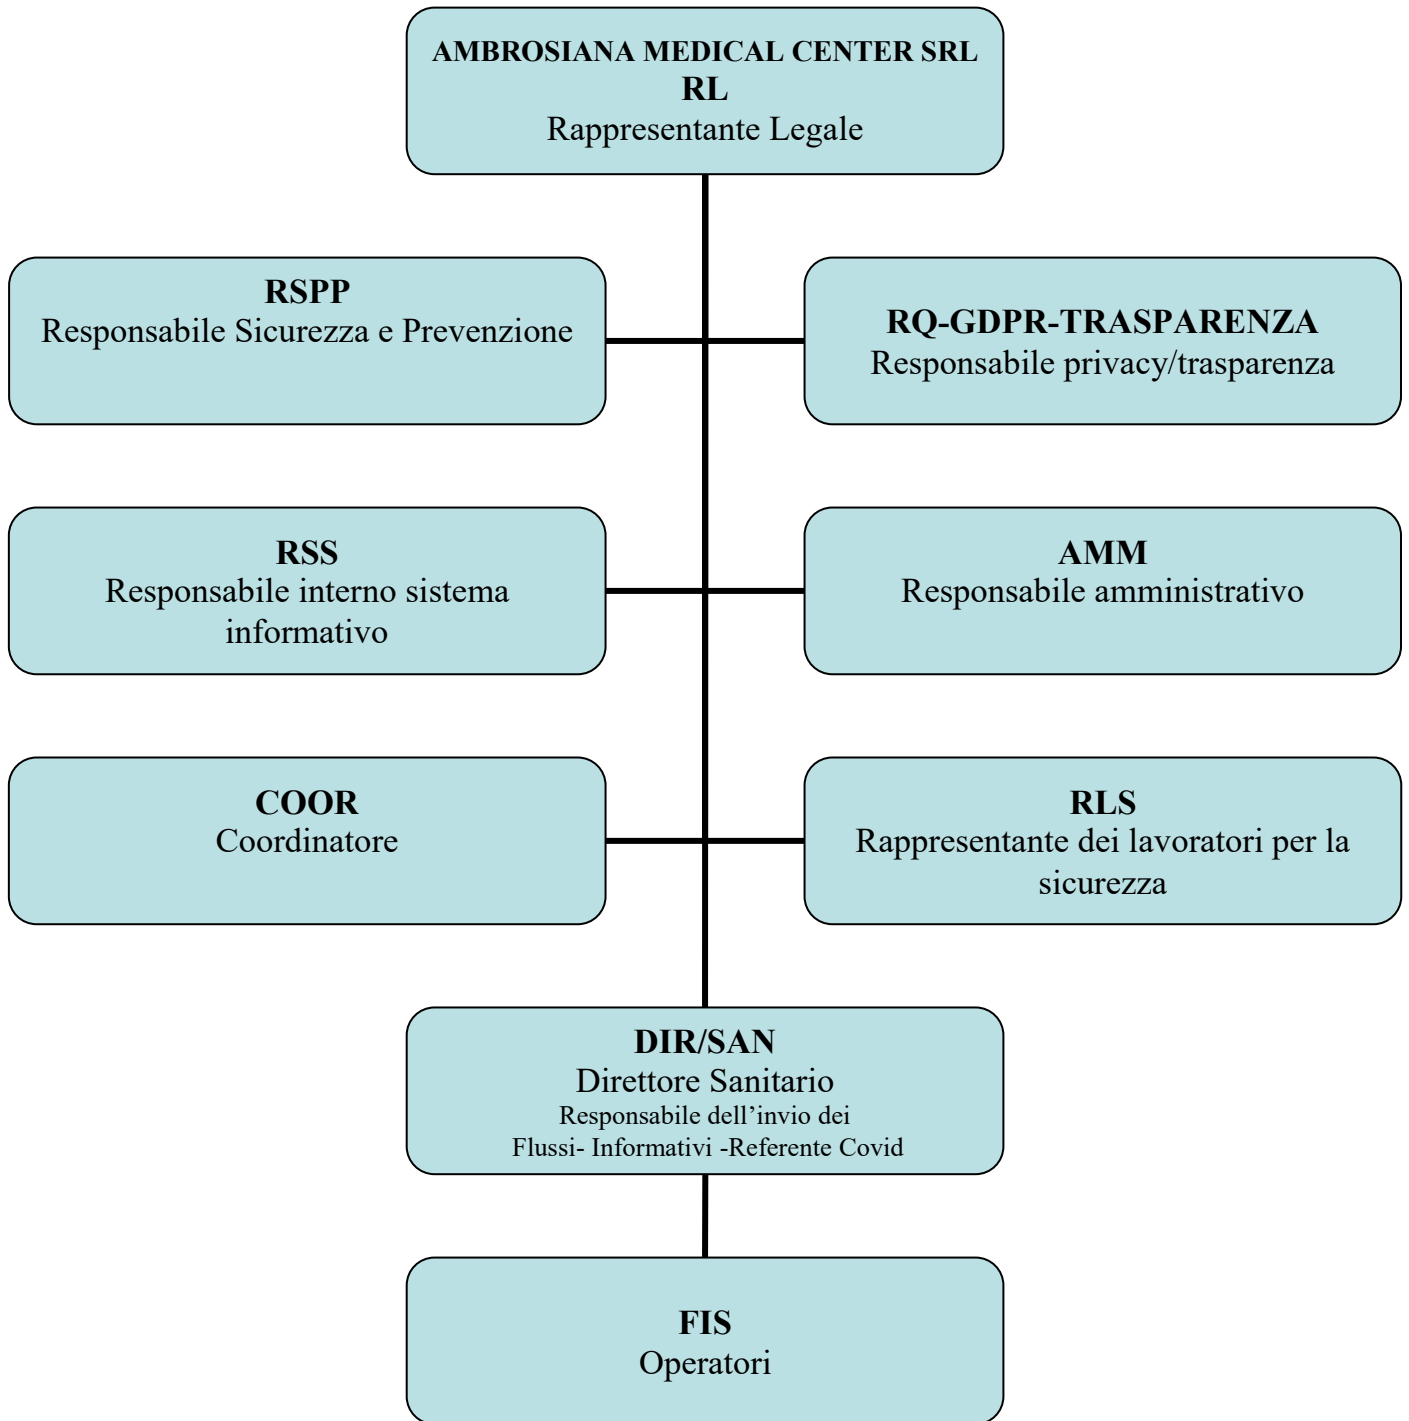 AMBROSIANA MEDICAL CENTER SRL
RL
Rappresentante Legale
RSPP
Responsabile Sicurezza e Prevenzione
RQ-GDPR-TRASPARENZA
Responsabile privacy/trasparenza
RSS
Responsabile interno sistema
informativo
AMM
Responsabile amministrativo
COOR
Coordinatore
RLS
Rappresentante dei lavoratori per la
sicurezza
DIR/SAN
Direttore Sanitario
Responsabile dell’invio dei
Flussi- Informativi -Referente Covid
FIS
Operatori